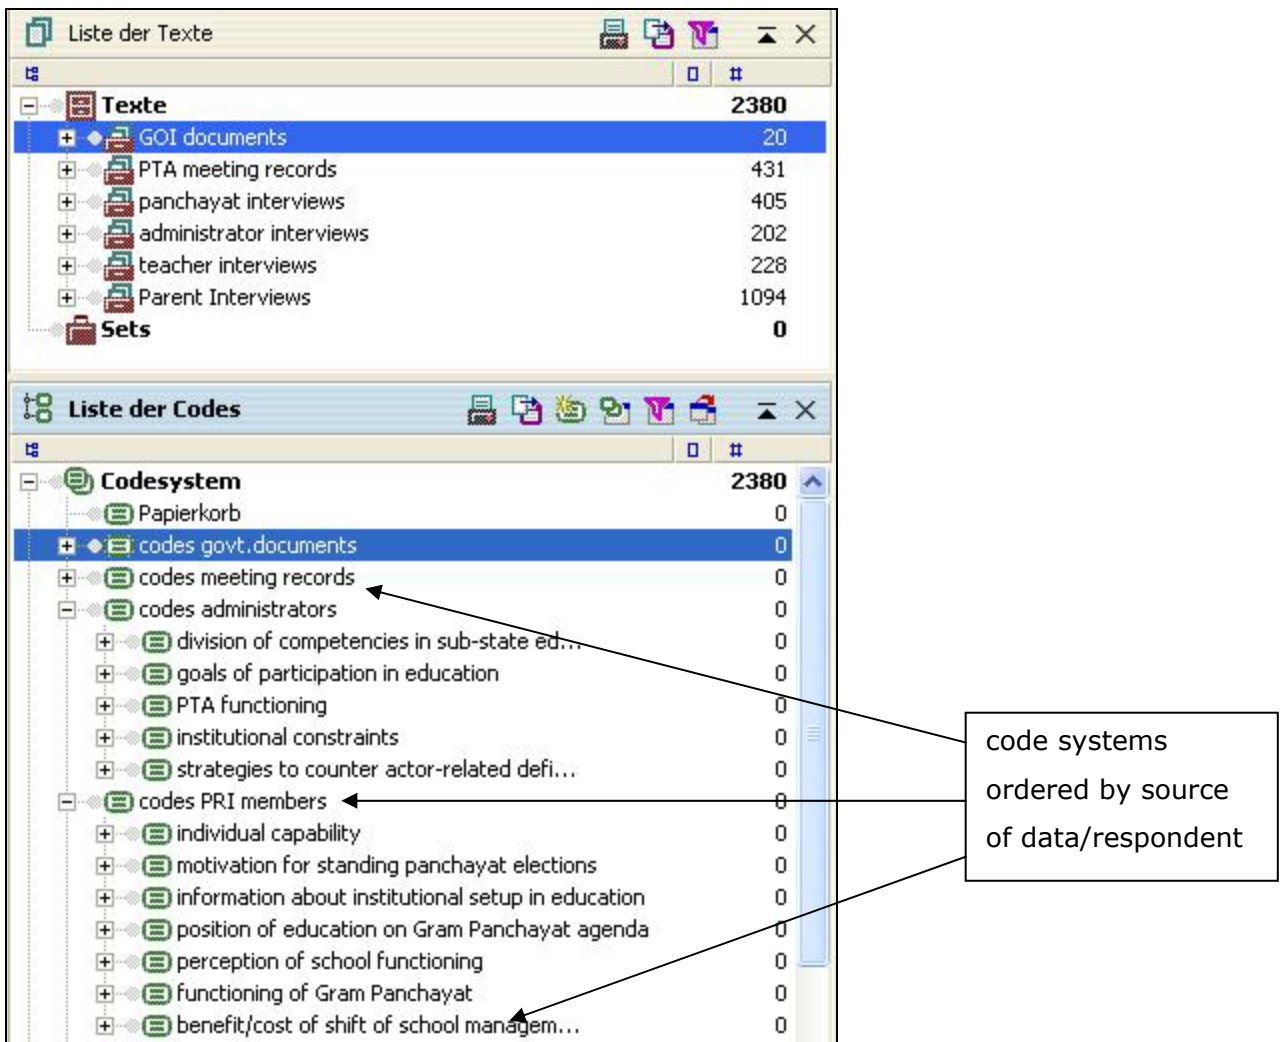 Liste der Texte
#
Texte 2380
GOI documents 20
PTA meeting records 431
panchayat interviews 405
administrator interviews 202
teacher interviews 228
Parent Interviews 1094
Sets 0
Liste der Codes
#
Codesystem 2380
Papierkorb 0
codes govt.documents 0
codes meeting records 0
codes administrators 0
division of competencies in sub-state ed... 0
goals of participation in education 0
PTA functioning 0
institutional constraints 0
strategies to counter actor-related defi... 0
codes PRI members 0
individual capability 0
motivation for standing panchayat elections 0
information about institutional setup in education 0
position of education on Gram Panchayat agenda 0
perception of school functioning 0
functioning of Gram Panchayat 0
benefit/cost of shift of school managem... 0
code systems
ordered by source
of data/respondent